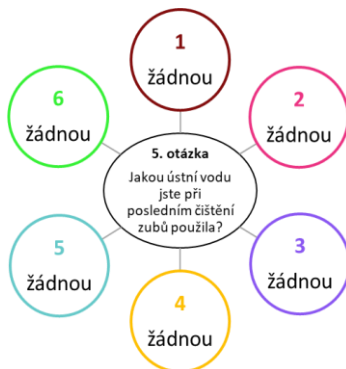 1
žádnou
2
žádnou
3
žádnou
4
žádnou
5
žádnou
6
žádnou
5. otázka
Jakou ústní vodu
jste při
posledním čištění
zubů použila?